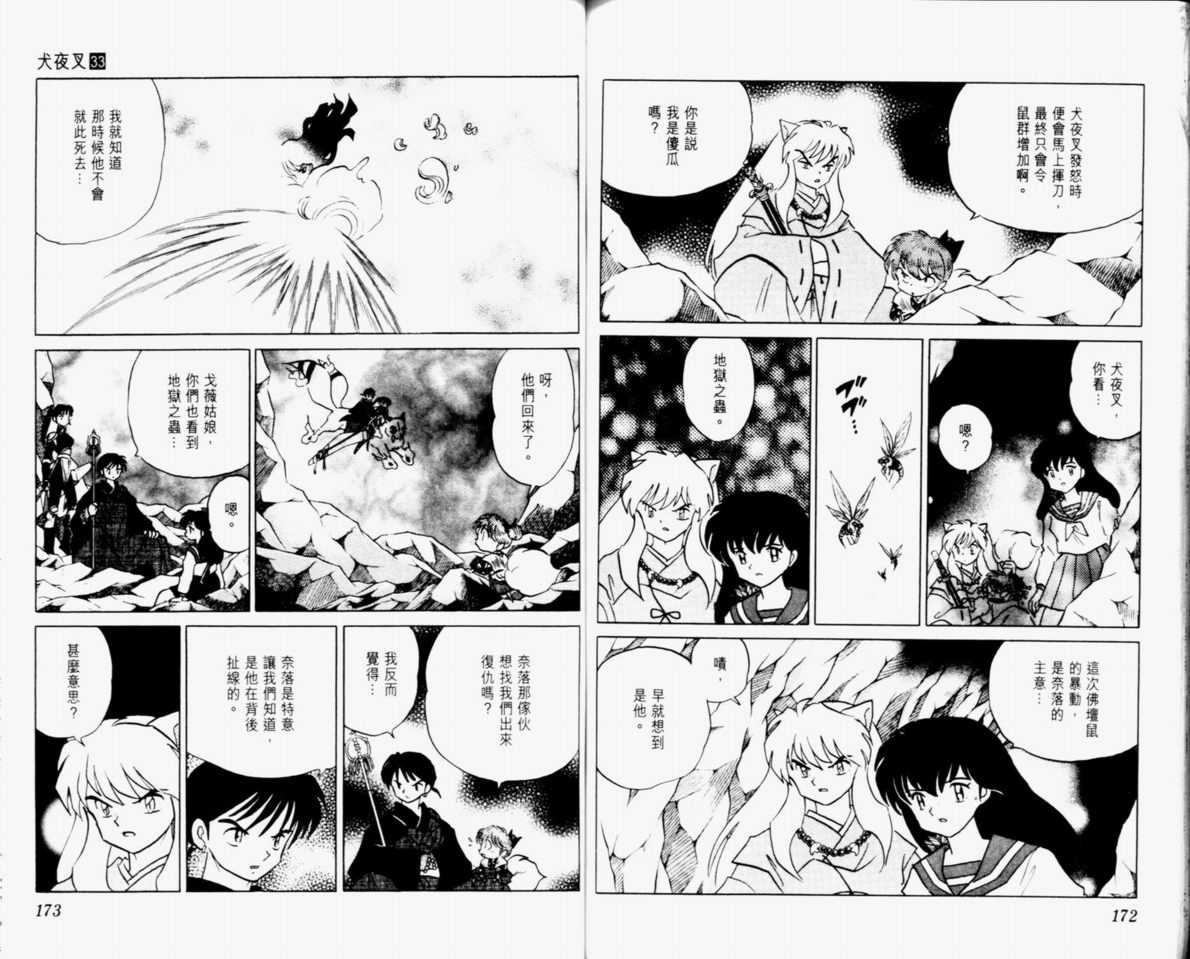 犬夜叉發怒時
便會馬上揮刀，
最終只會令
鼠群增加啊。
你是說
我是傻瓜
嗎？
犬夜叉，
你看…
嗯？
ブブ…
地獄之蟲。
這次佛壇鼠
的暴動，
是奈落的
主意…
嘖，
早就想到
是他。
172
犬夜叉33
我就知道
那時候他不會
就此死去…
呀，
他們回來了。
戈薇姑娘，
你們也看到
地獄之蟲…
嗯。
奈落那傢伙
想找我們出來
復仇嗎？
我反而
覺得…
奈落是特意
讓我們知道，
是他在背後
扯線的。
甚麼意思？
173